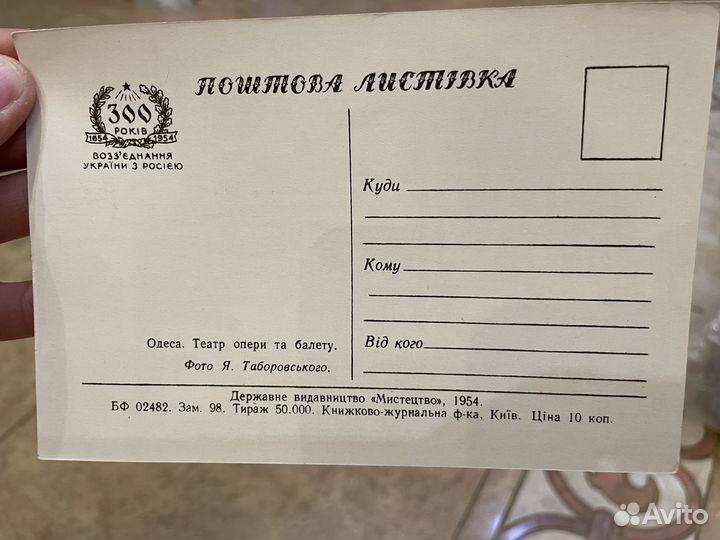 ПОШТОВА ЛИСТІВКА
300
РОКІВ
1654 1954
ВОЗЗ'ЄДНАННЯ
УКРАЇНИ З РОСІЄЮ
Куди
Кому
Від кого
Одеса. Театр опери та балету.
Фото Я. Таборовського.
Державне видавництво «Мистецтво», 1954.
БФ 02482. Зам. 98. Тираж 50.000. Книжково-журнальна ф-ка, Київ. Ціна 10 коп.
Avito